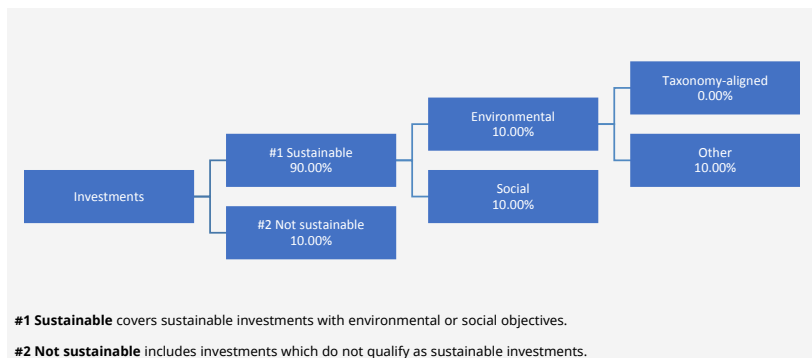 Taxonomy-aligned
0.00%
Environmental
10.00%
#1 Sustainable
90.00%
Other
10.00%
Investments
Social
10.00%
#2 Not sustainable
10.00%
#1 Sustainable covers sustainable investments with environmental or social objectives.
#2 Not sustainable includes investments which do not qualify as sustainable investments.